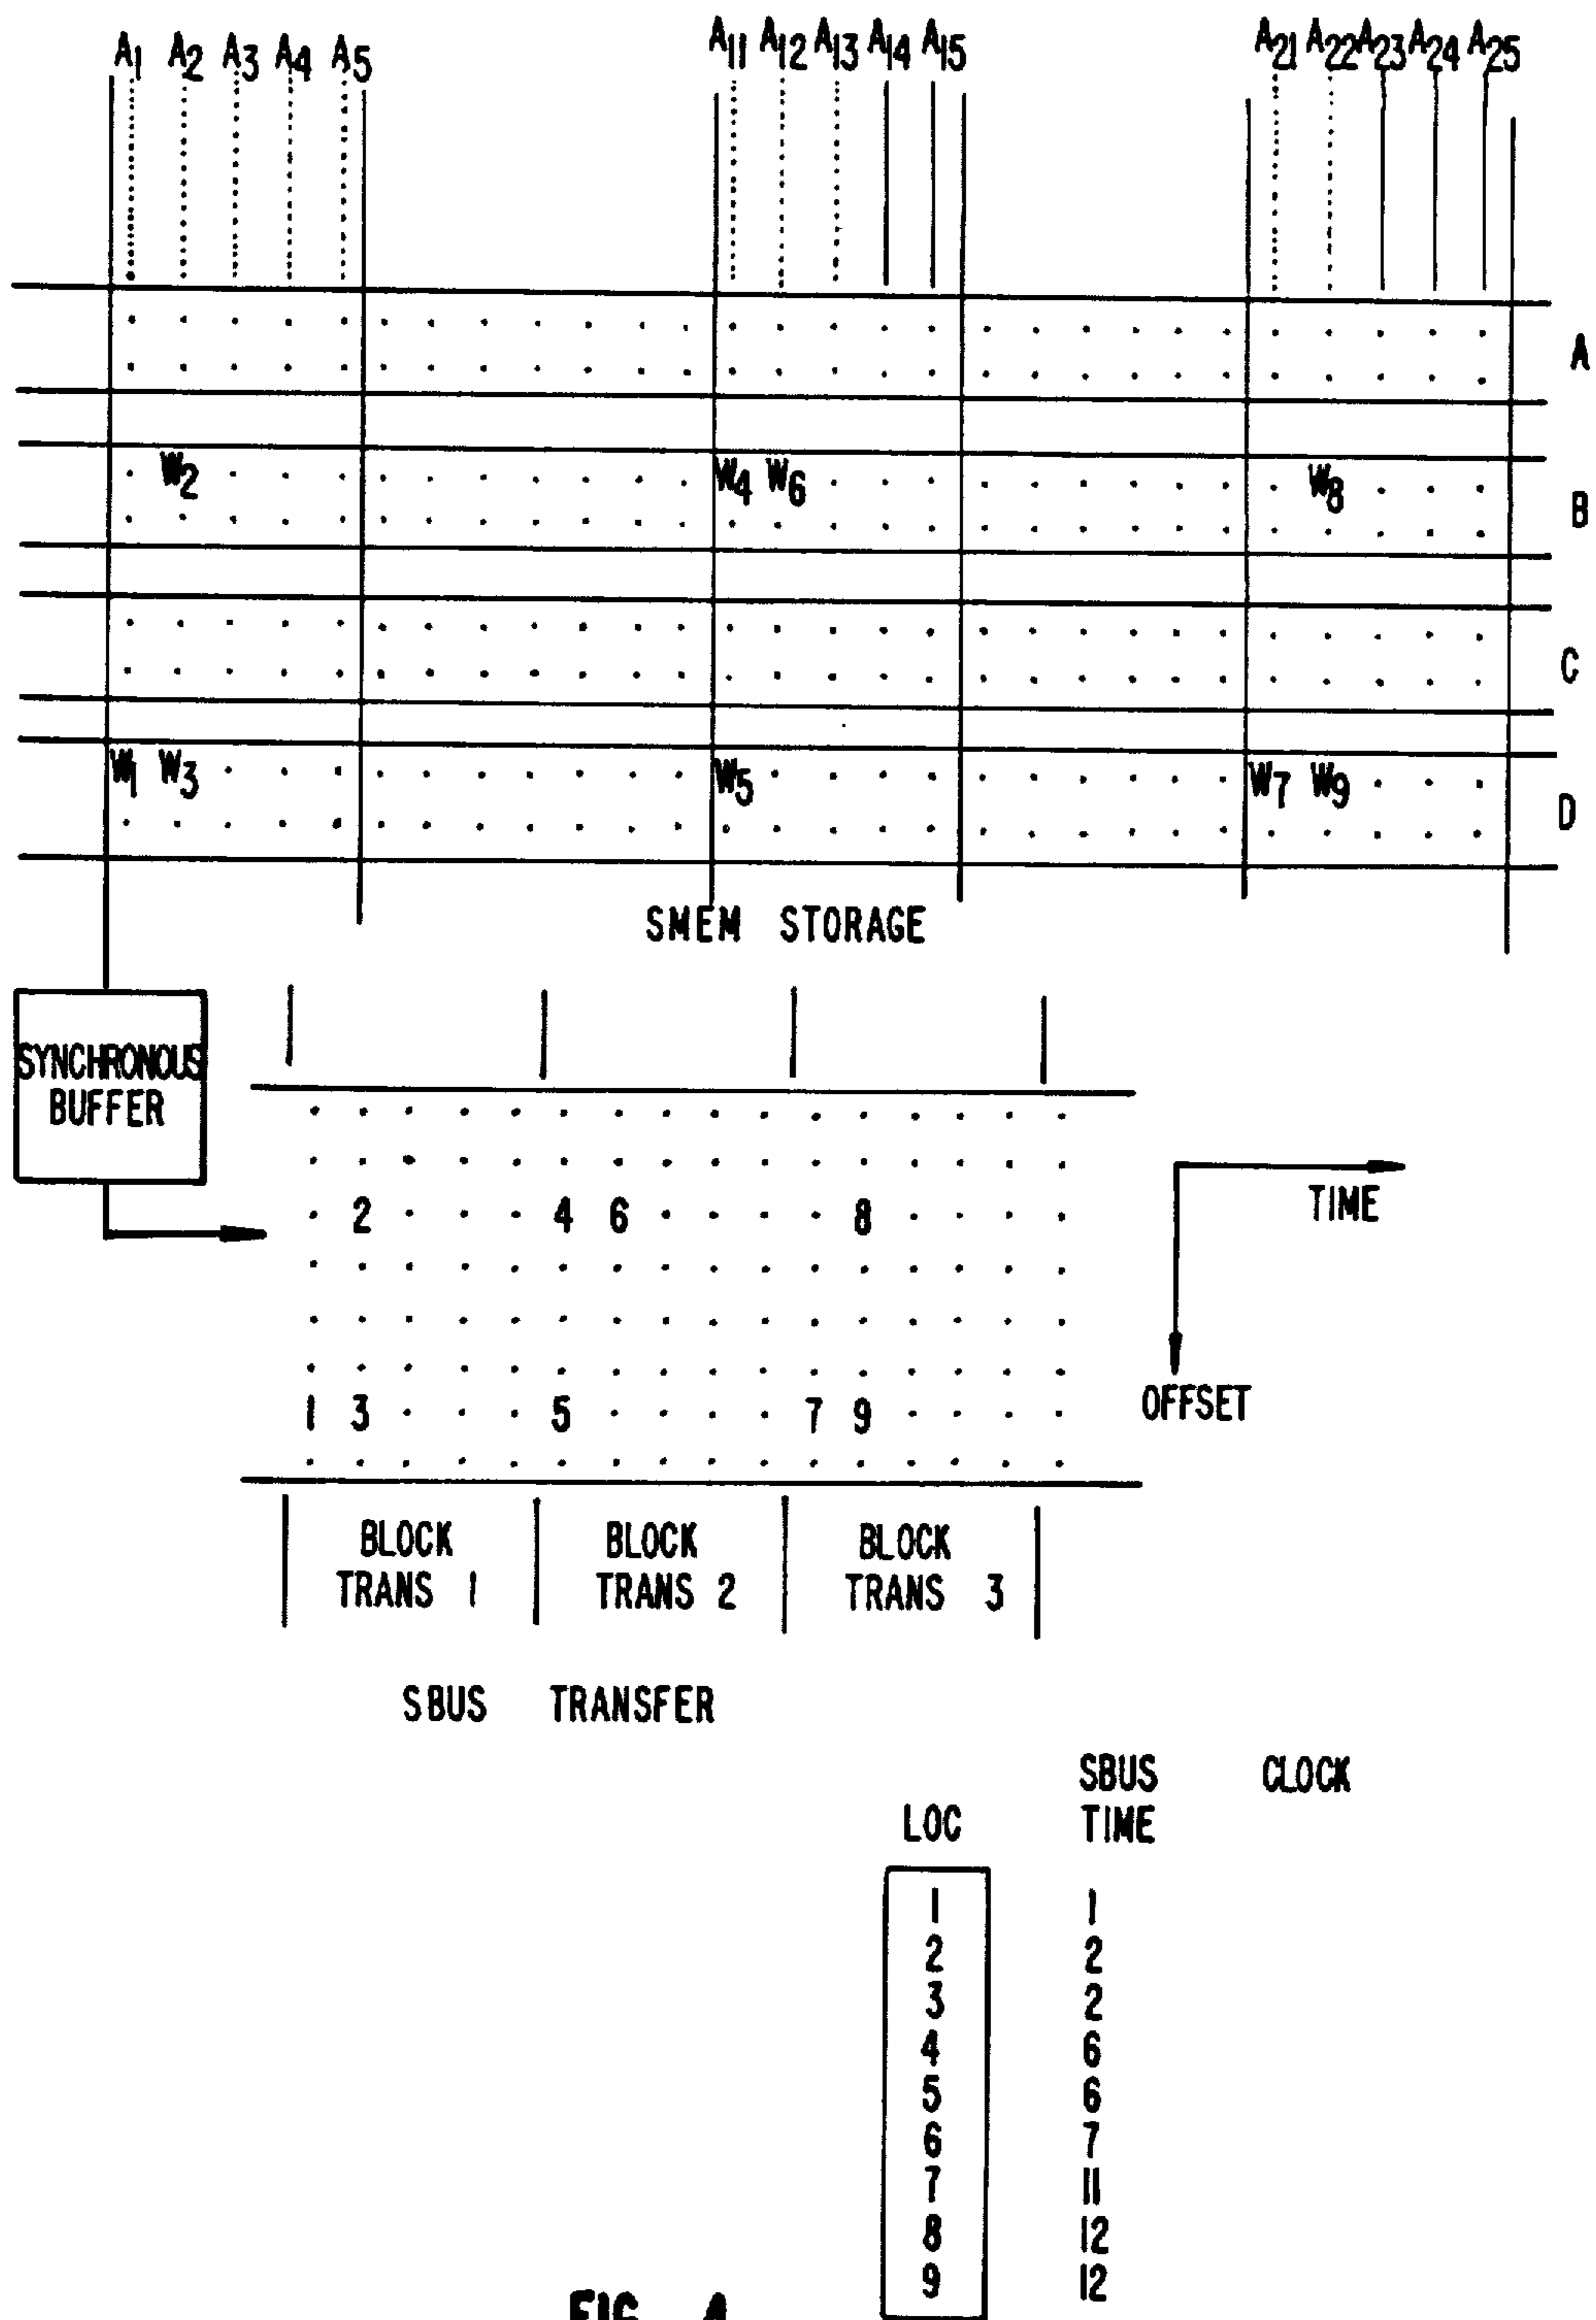 A1 A2 A3 A4 A5 A11 A12 A13 A14 A15 A21 A22 A23 A24 A25
A
W2 W4 W6 W8
B
C
W1 W3 W5 W7 W9
D
SMEM STORAGE
SYNCHRONOUS
BUFFER
2 4 6 8
TIME
1 3 5 7 9
OFFSET
BLOCK BLOCK BLOCK
TRANS 1 TRANS 2 TRANS 3
SBUS TRANSFER
SBUS CLOCK
LOC TIME
1 1
2 2
3 2
4 6
5 6
6 7
7 11
8 12
9 12
FIG. 4